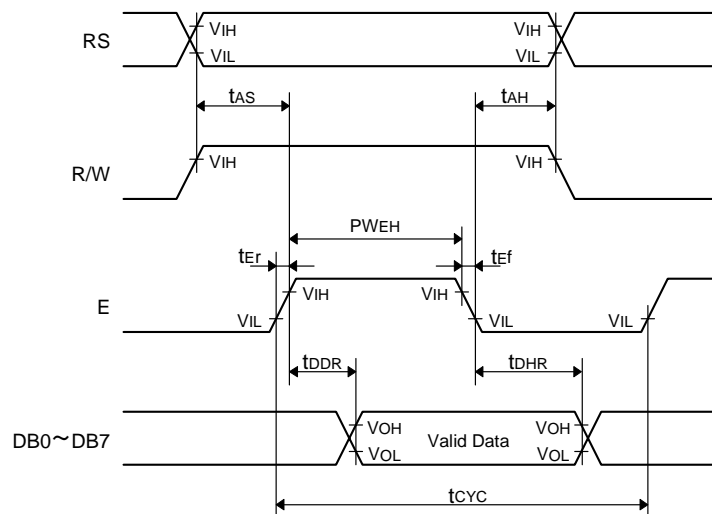 RS
VIH
VIL
VIH
VIL
tAS
tAH
R/W
VIH
VIH
PWEH
tEr
tEf
E
VIH
VIL
VIH
VIL
VIL
tDDR
tDHR
DB0～DB7
VOH
VOL
Valid Data
VOH
VOL
tCYC